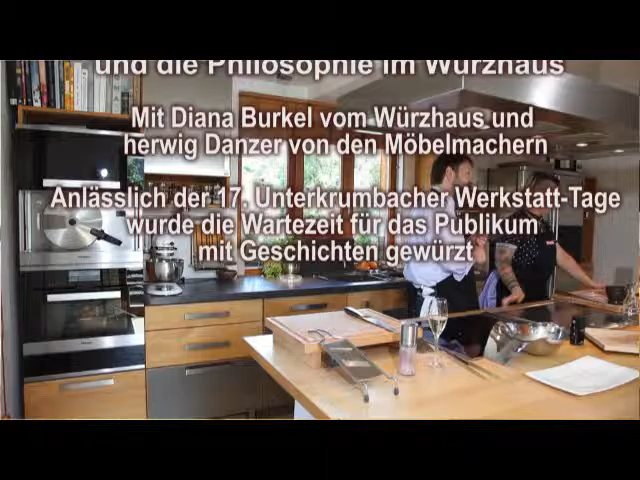 und die Philosophie im Würzhaus
Mit Diana Burkel vom Würzhaus und
herwig Danzer von den Möbelmachern
Anlässlich der 17. Unterkrumbacher Werkstatt-Tage
wurde die Wartezeit für das Publikum
mit Geschichten gewürzt